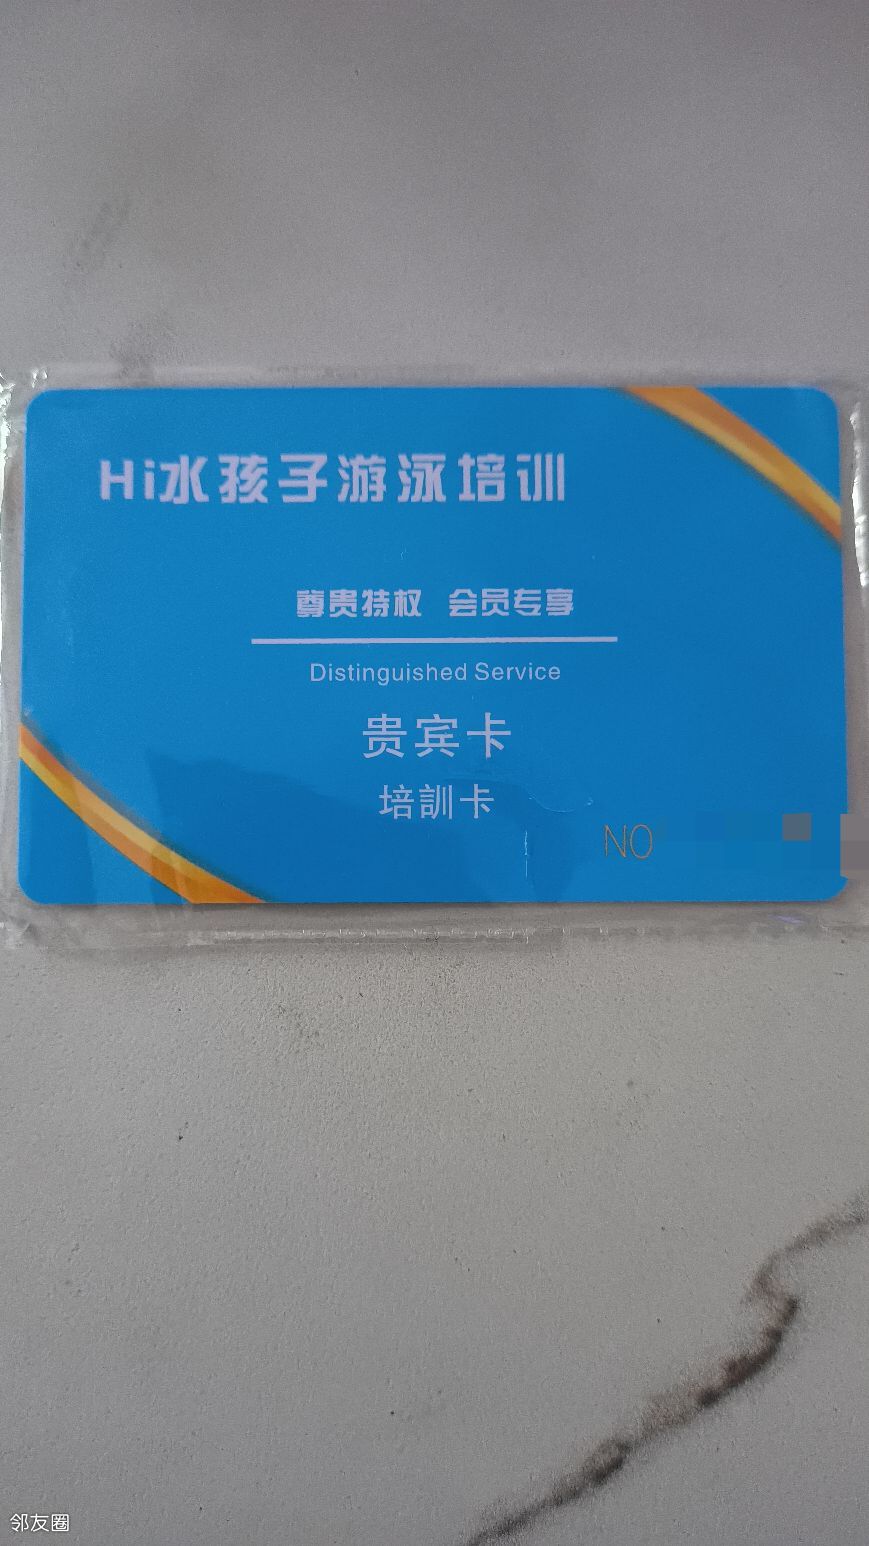 Hi水孩子游泳培训
尊贵特权 会员专享
Distinguished Service
贵宾卡
培訓卡
NO
邻友圈